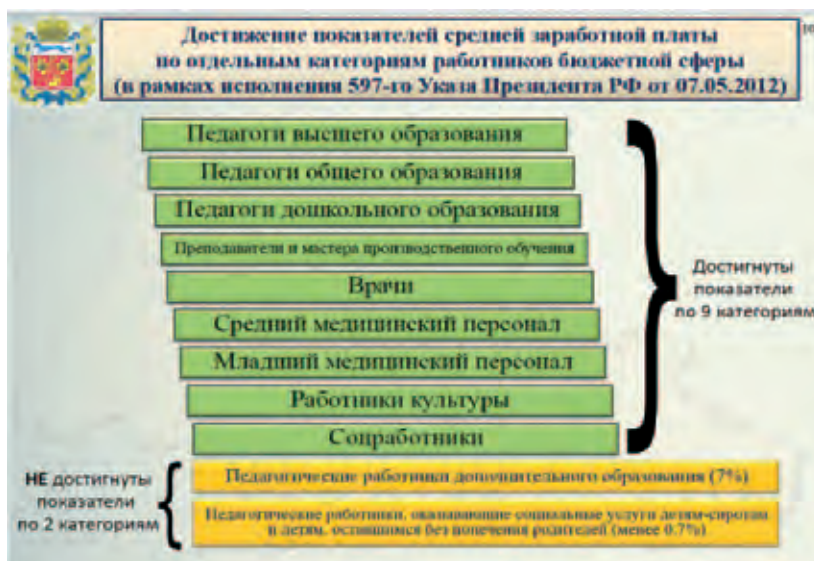 Достижение показателей средней заработной платы
по отдельным категориям работников бюджетной сферы
(в рамках исполнения 597-го Указа Президента РФ от 07.05.2012)
Педагоги высшего образования
Педагоги общего образования
Педагоги дошкольного образования
Преподаватели и мастера производственного обучения
Врачи
Средний медицинский персонал
Младший медицинский персонал
Работники культуры
Соцработники
Достигнуты
показатели
по 9 категориям
НЕ достигнуты
показатели
по 2 категориям
Педагогические работники дополнительного образования (7%)
Педагогические работники, оказывающие социальные услуги детям-сиротам
и детям, оставшимся без попечения родителей (менее 0.7%)